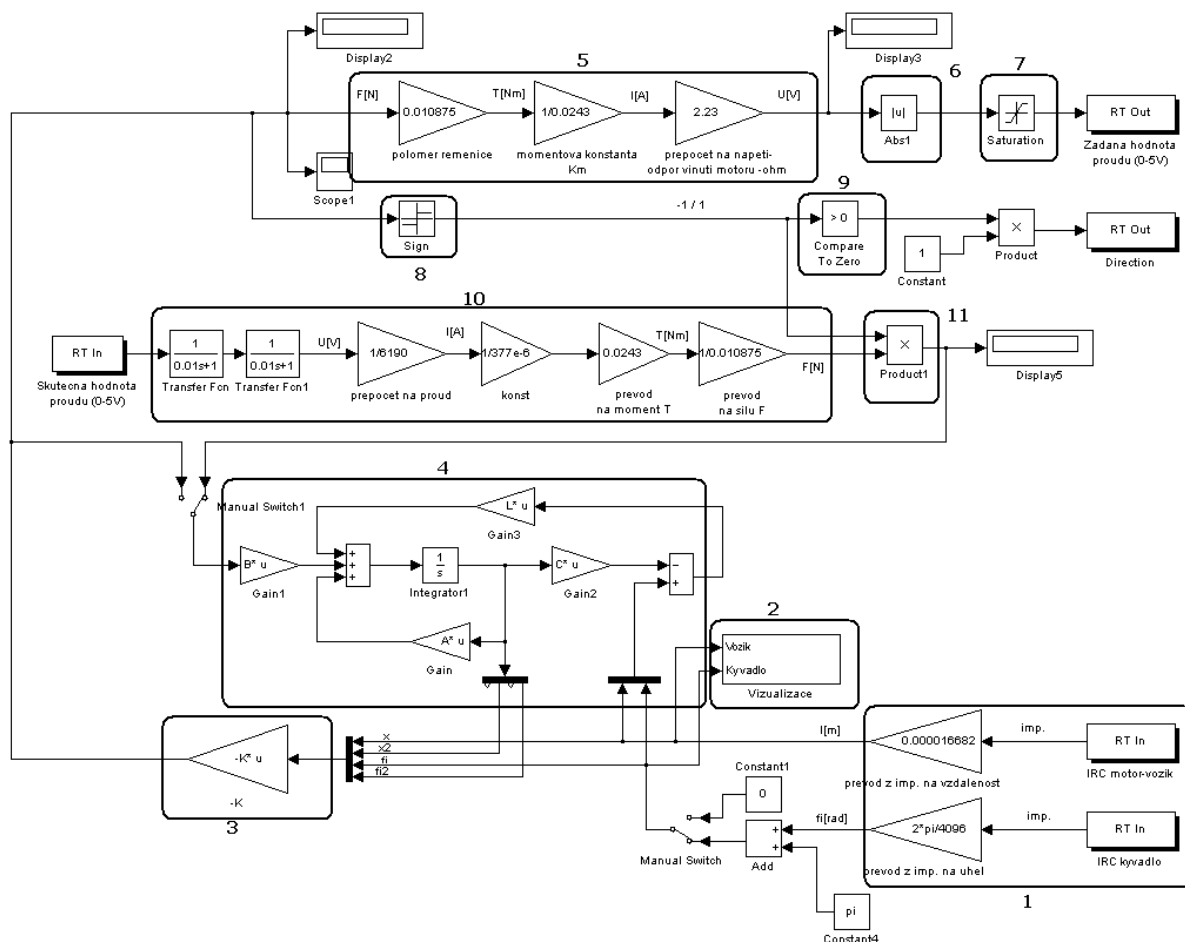 Display2
Display3
5
6
7
F[N]
T[Nm]
I[A]
U[V]
0.010875
1/0.0243
2.23
|u|
RT Out
polomer remenice
momentova konstanta
Km
prepocet na napeti-
odpor vinuti motoru -ohm
Abs1
Saturation
Zadana hodnota
proudu (0-5V)
Scope1
9
-1 / 1
Sign
8
> 0
Compare
To Zero
1
Constant
×
Product
RT Out
Direction
10
11
RT In
Skutecna hodnota
proudu (0-5V)
1
0.01s+1
Transfer Fcn
1
0.01s+1
Transfer Fcn1
U[V]
1/6190
prepocet na proud
I[A]
1/377e-6
konst
0.0243
prevod
na moment T
T[Nm]
1/0.010875
prevod
na silu F
F[N]
×
Product1
Display5
4
Manual Switch1
L* u
Gain3
B* u
Gain1
+
+
+
1
s
Integrator1
C* u
Gain2
−
+
A* u
Gain
2
Vozik
Kyvadlo
Vizualizace
-K* u
-K
3
x
x2
fi
fi2
l[m]
0.000016682
prevod z imp. na vzdalenost
imp.
RT In
IRC motor-vozik
Constant1
0
Manual Switch
+
+
Add
fi[rad]
2*pi/4096
prevod z imp. na uhel
imp.
RT In
IRC kyvadlo
1
pi
Constant4